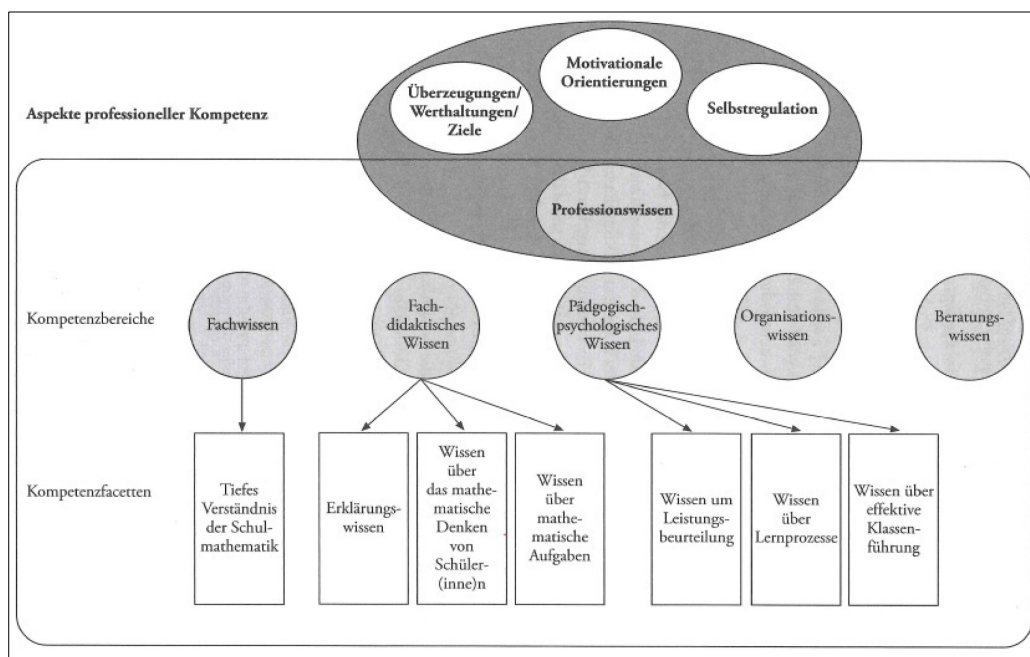 Motivationale
Orientierungen
Überzeugungen/
Werthaltungen/
Ziele
Selbstregulation
Aspekte professioneller Kompetenz
Professionswissen
Kompetenzbereiche
Fachwissen
Fach-
didaktisches
Wissen
Pädgogisch-
psychologisches
Wissen
Organisations-
wissen
Beratungs-
wissen
Kompetenzfacetten
Tiefes
Verständnis
der Schul-
mathematik
Erklärungs-
wissen
Wissen
über
das mathe-
matische
Denken
von
Schüler-
(inne)n
Wissen
über
mathe-
matische
Aufgaben
Wissen um
Leistungs-
beurteilung
Wissen
über
Lernprozesse
Wissen über
effektive
Klassen-
führung